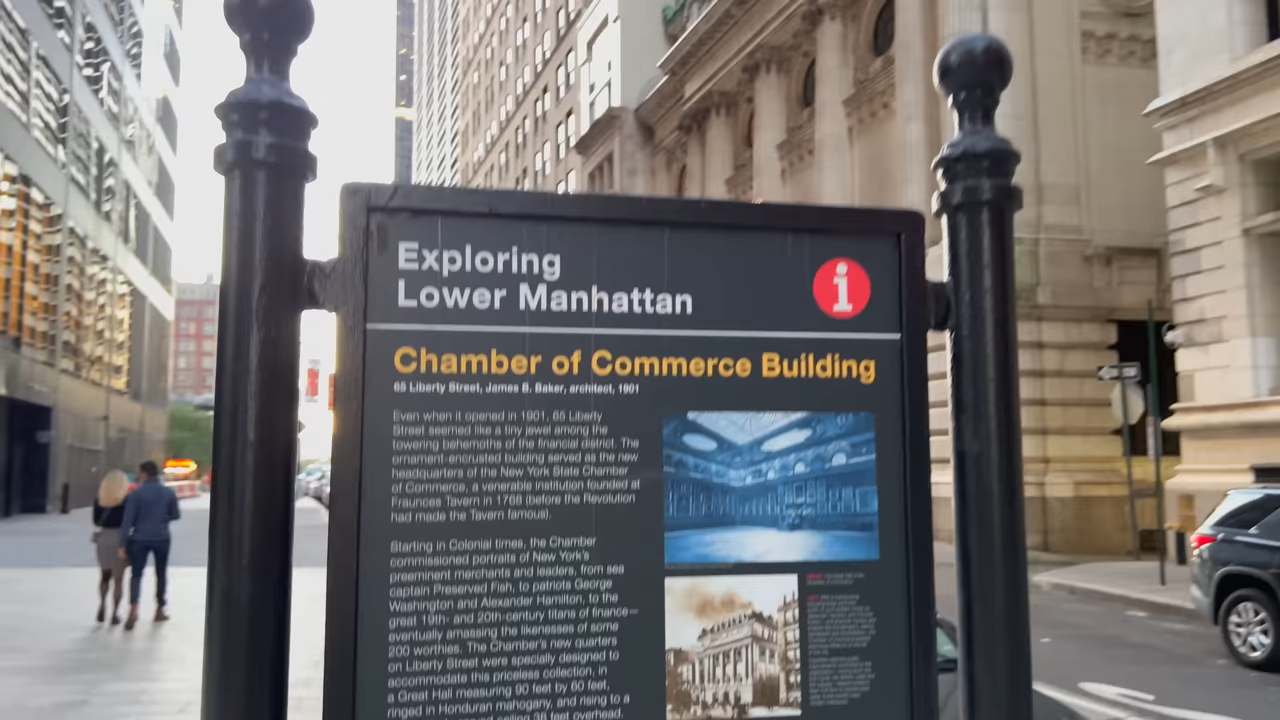 Exploring
Lower Manhattan
i
Chamber of Commerce Building
65 Liberty Street, James B. Baker, architect, 1901
Even when it opened in 1901, 65 Liberty
Street seemed like a tiny jewel among the
towering behemoths of the financial district. The
ornament-encrusted building served as the new
headquarters of the New York State Chamber
of Commerce, a venerable institution founded at
Fraunces Tavern in 1768 (before the Revolution
had made the Tavern famous).
Starting in Colonial times, the Chamber
commissioned portraits of New York's
preeminent merchants and leaders, from sea
captain Preserved Fish, to patriots George
Washington and Alexander Hamilton, to the
great 19th- and 20th-century titans of finance—
eventually amassing the likenesses of some
200 worthies. The Chamber's new quarters
on Liberty Street were specially designed to
accommodate this priceless collection, in
a Great Hall measuring 90 feet by 60 feet,
ringed in Honduran mahogany, and rising to a
ceiling 38 feet overhead,